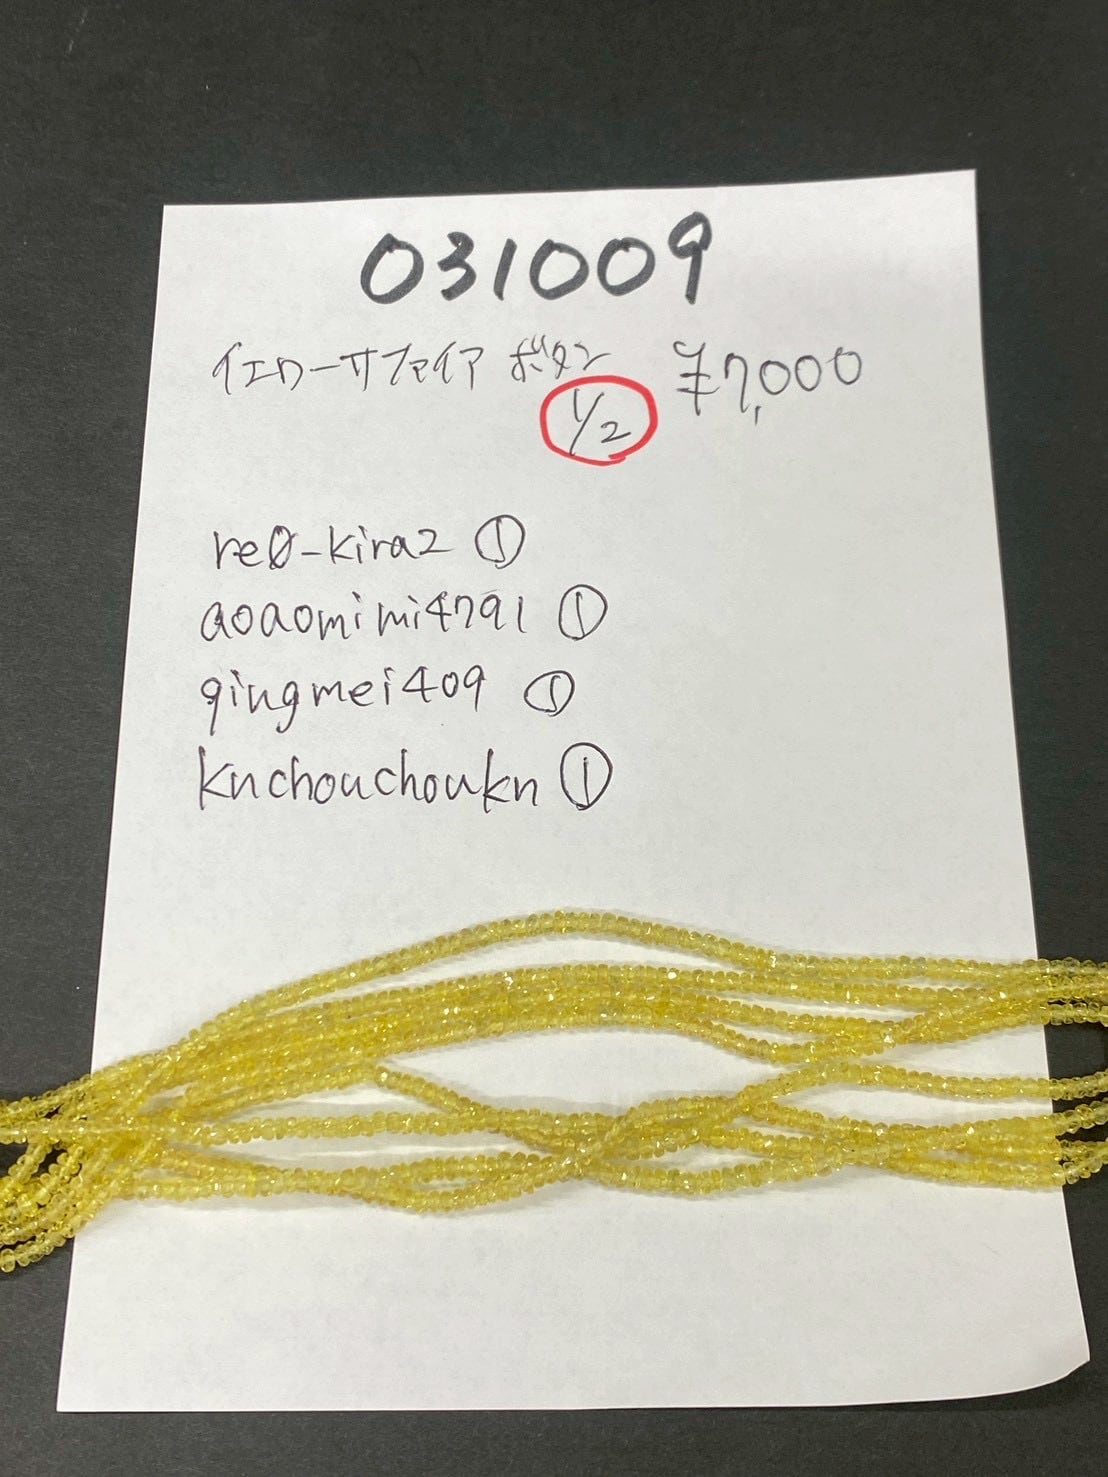 031009
イエローサファイア ボタン ¥7,000
1/2
re0-kira2 ①
aoaomimi4791 ①
qingmei409 ①
knchouchoukn ①